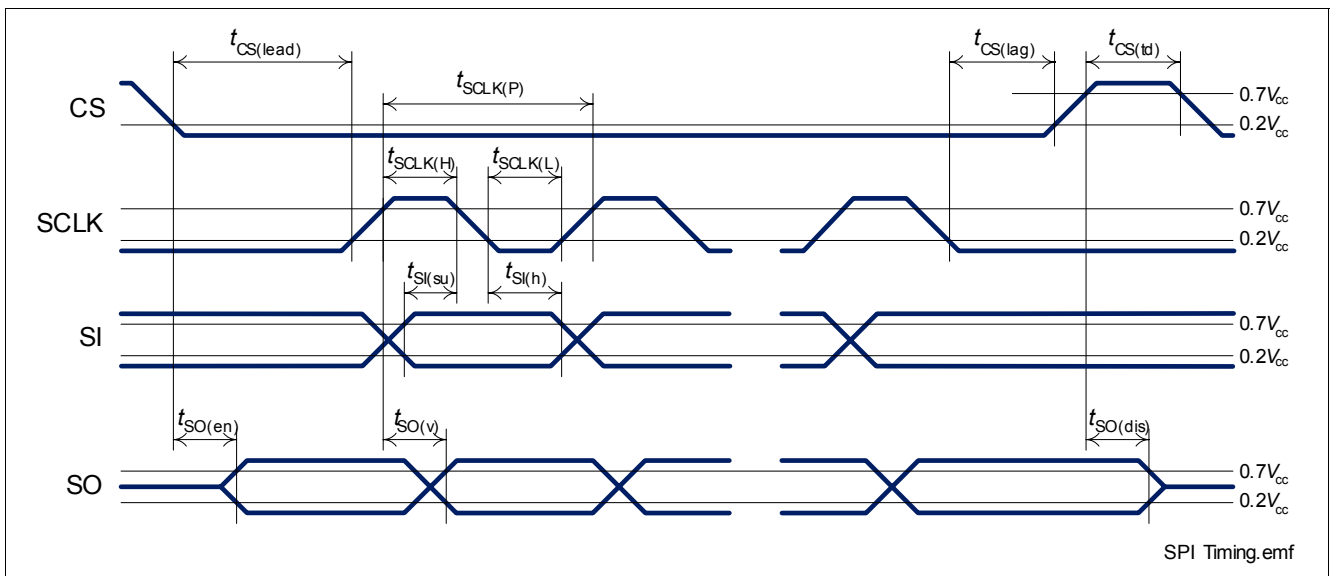 tCS(lead)
tCS(lag)
tCS(td)
tSCLK(P)
CS
0.7Vcc
0.2Vcc
tSCLK(H)
tSCLK(L)
SCLK
0.7Vcc
0.2Vcc
tSI(su)
tSI(h)
SI
0.7Vcc
0.2Vcc
tSO(en)
tSO(v)
tSO(dis)
SO
0.7Vcc
0.2Vcc
SPI Timing.emf